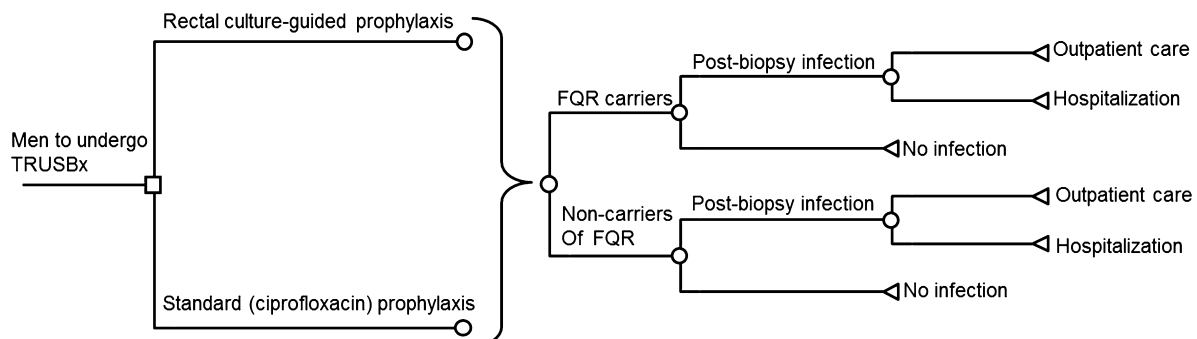 Rectal culture-guided prophylaxis
Outpatient care
Post-biopsy infection
FQR carriers
Hospitalization
Men to undergo
TRUSBx
No infection
Non-carriers
Of FQR
Post-biopsy infection
Outpatient care
Hospitalization
No infection
Standard (ciprofloxacin) prophylaxis